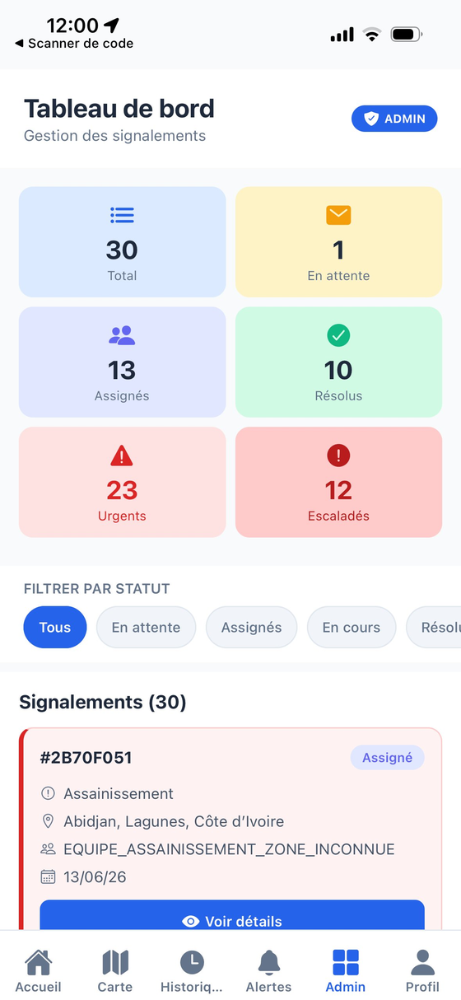 12:00
◀ Scanner de code
Tableau de bord
Gestion des signalements
ADMIN
30
Total
1
En attente
13
Assignés
10
Résolus
23
Urgents
12
Escaladés
FILTRER PAR STATUT
Tous
En attente
Assignés
En cours
Résolu
Signalements (30)
#2B70F051
Assigné
Assainissement
Abidjan, Lagunes, Côte d’Ivoire
EQUIPE_ASSAINISSEMENT_ZONE_INCONNUE
13/06/26
Voir détails
Accueil
Carte
Historiq...
Alertes
Admin
Profil